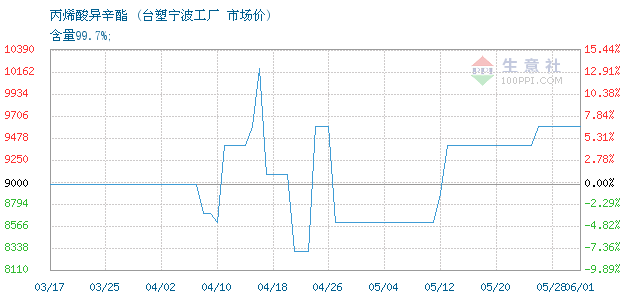 丙烯酸异辛酯 (台塑宁波工厂 市场价)
含量99.7%;
生意社
100PPI.COM
10390 15.44%
10162 12.91%
9934 10.38%
9706 7.84%
9478 5.31%
9250 2.78%
9000 0.00%
8794 -2.29%
8566 -4.82%
8338 -7.36%
8110 -9.89%
03/17 03/25 04/02 04/10 04/18 04/26 05/04 05/12 05/20 05/28 06/01